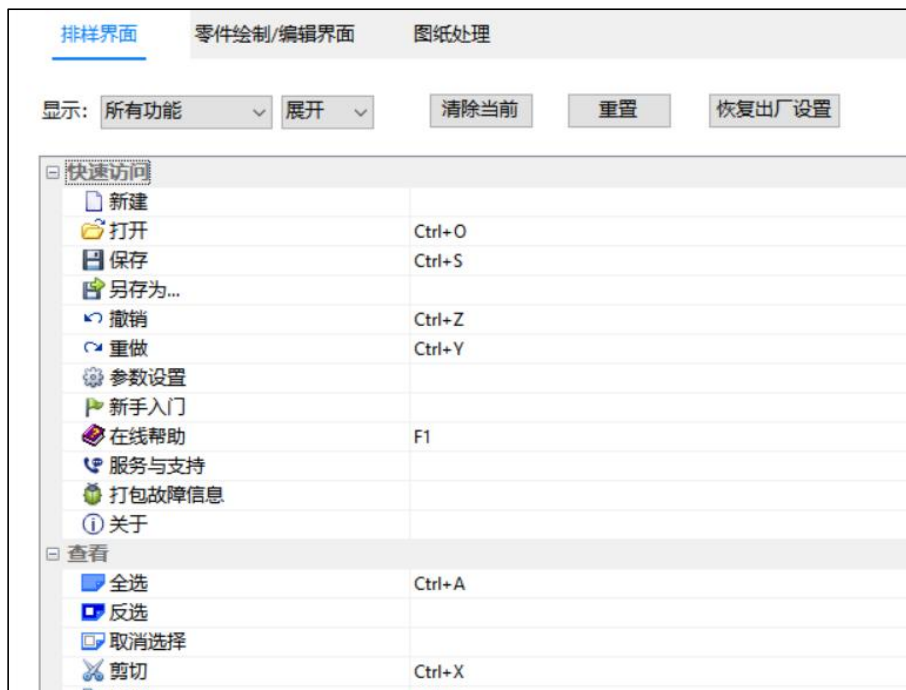 排样界面 零件绘制/编辑界面 图纸处理
显示: 所有功能 展开 清除当前 重置 恢复出厂设置
快速访问
新建
打开 Ctrl+O
保存 Ctrl+S
另存为...
撤销 Ctrl+Z
重做 Ctrl+Y
参数设置
新手入门
在线帮助 F1
服务与支持
打包故障信息
关于
查看
全选 Ctrl+A
反选
取消选择
剪切 Ctrl+X